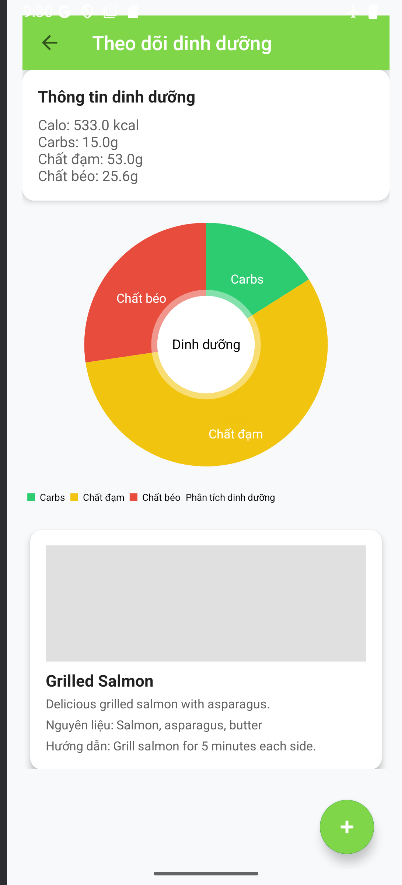 Theo dõi dinh dưỡng
Thông tin dinh dưỡng
Calo: 533.0 kcal
Carbs: 15.0g
Chất đạm: 53.0g
Chất béo: 25.6g
Carbs
Chất béo
Dinh dưỡng
Chất đạm
Carbs Chất đạm Chất béo Phân tích dinh dưỡng
Grilled Salmon
Delicious grilled salmon with asparagus.
Nguyên liệu: Salmon, asparagus, butter
Hướng dẫn: Grill salmon for 5 minutes each side.
+